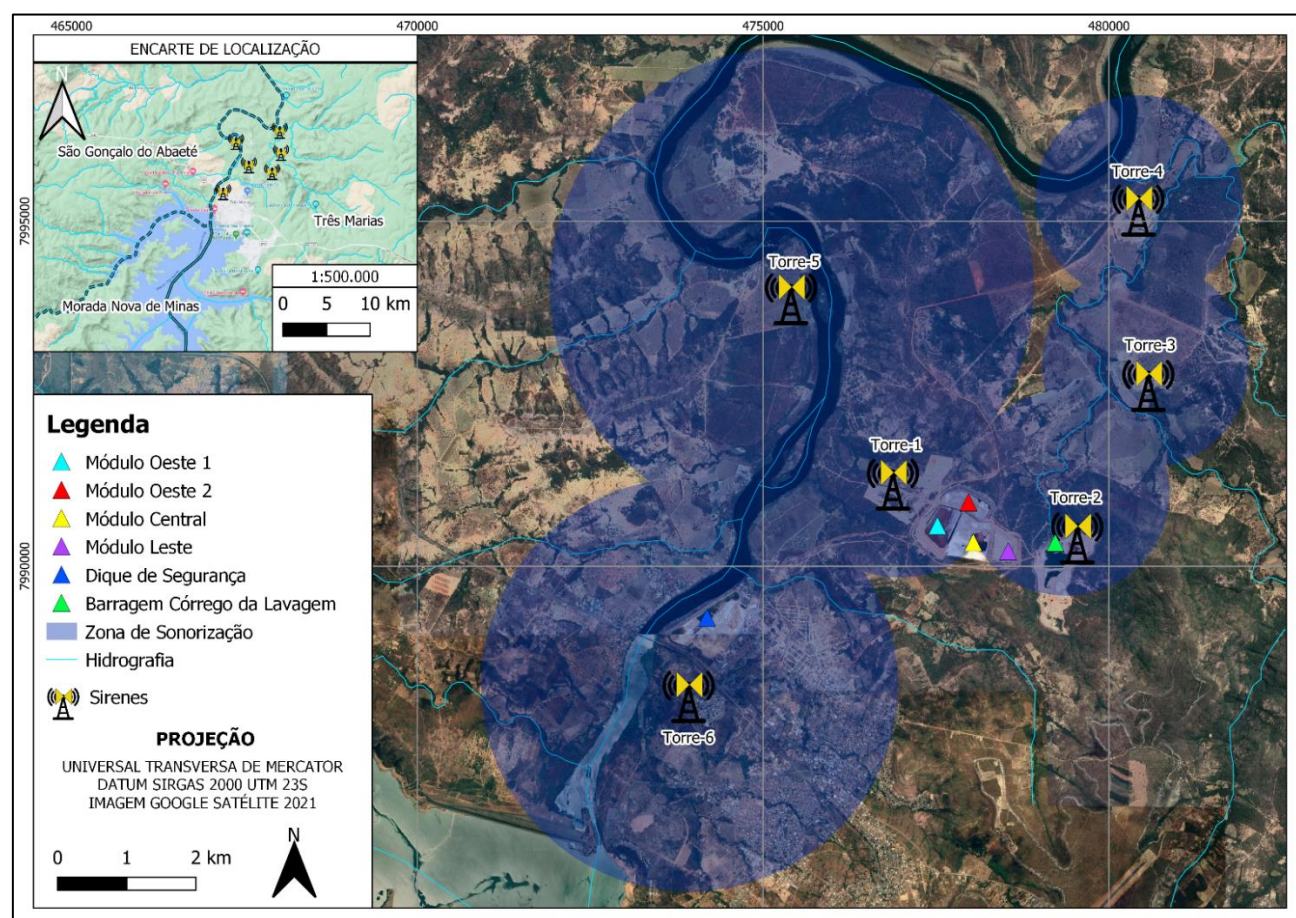 465000
470000
475000
480000
7995000
7990000
ENCARTE DE LOCALIZAÇÃO
N
São Gonçalo do Abaeté
Três Marias
Morada Nova de Minas
1:500.000
0 5 10 km
Torre-4
Torre-5
Torre-3
Torre-1
Torre-2
Torre-6
Legenda
Módulo Oeste 1
Módulo Oeste 2
Módulo Central
Módulo Leste
Dique de Segurança
Barragem Córrego da Lavagem
Zona de Sonorização
Hidrografia
Sirenes
PROJEÇÃO
UNIVERSAL TRANSVERSA DE MERCATOR
DATUM SIRGAS 2000 UTM 23S
IMAGEM GOOGLE SATÉLITE 2021
N
0 1 2 km